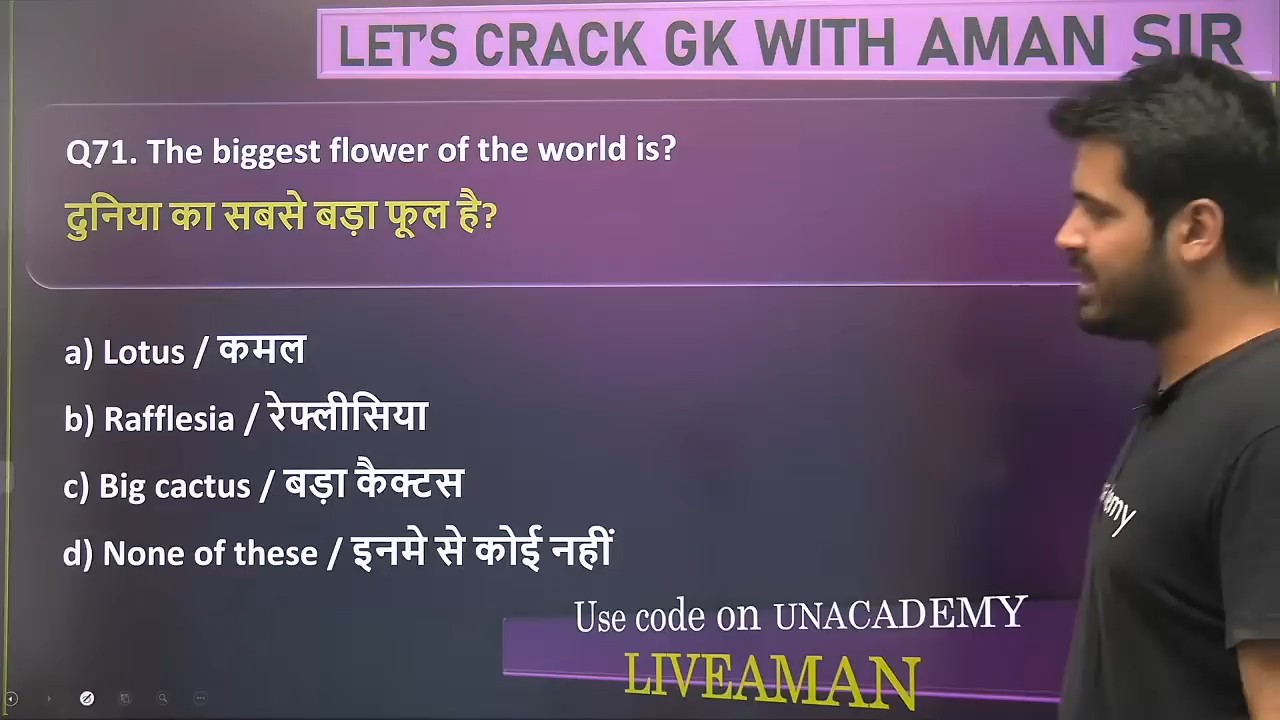 LET'S CRACK GK WITH AMAN SIR
Q71. The biggest flower of the world is?
दुनिया का सबसे बड़ा फूल है?
a) Lotus / कमल
b) Rafflesia / रेफ्लीसिया
c) Big cactus / बड़ा कैक्टस
d) None of these / इनमे से कोई नहीं
Use code on UNACADEMY
LIVEAMAN